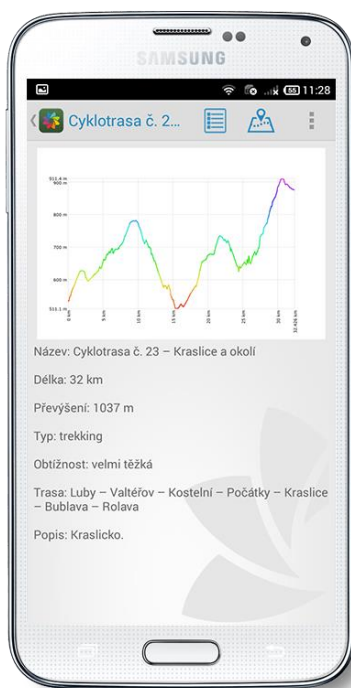 SAMSUNG
55 11:28
Cyklotrasa č. 2...
911.4 m
900 m
800 m
700 m
600 m
0 km
5 km
10 km
15 km
20 km
25 km
30 km
32.426 km
Název: Cyklotrasa č. 23 – Kraslice a okolí
Délka: 32 km
Převýšení: 1037 m
Typ: trekking
Obtížnost: velmi těžká
Trasa: Luby – Valtéřov – Kostelní – Počátky – Kraslice
– Bublava – Rolava
Popis: Kraslicko.